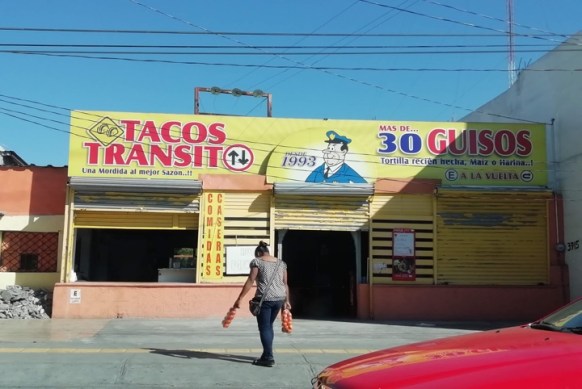 TACOS
TRANSITO
Una Mordida al mejor Sazón..!!
DESDE
1993
MAS DE...
30 GUISOS
Tortilla recién hecha, Maíz o Harina..!
E A LA VUELTA
COMIDAS
CASERAS
6